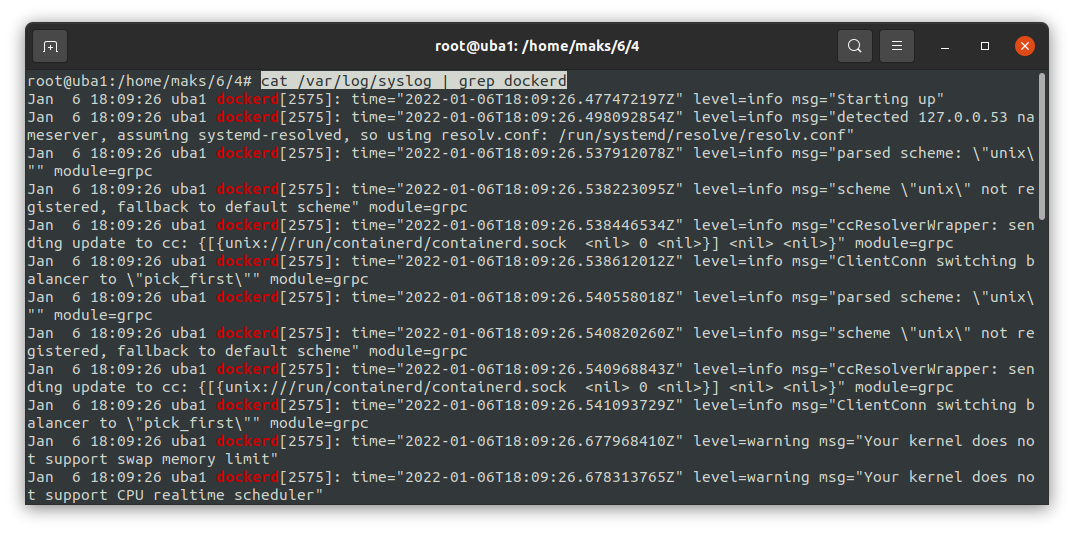 root@uba1: /home/maks/6/4
root@uba1:/home/maks/6/4# cat /var/log/syslog | grep dockerd
Jan  6 18:09:26 uba1 dockerd[2575]: time="2022-01-06T18:09:26.477472197Z" level=info msg="Starting up"
Jan  6 18:09:26 uba1 dockerd[2575]: time="2022-01-06T18:09:26.498092854Z" level=info msg="detected 127.0.0.53 na
meserver, assuming systemd-resolved, so using resolv.conf: /run/systemd/resolve/resolv.conf"
Jan  6 18:09:26 uba1 dockerd[2575]: time="2022-01-06T18:09:26.537912078Z" level=info msg="parsed scheme: \"unix\
"" module=grpc
Jan  6 18:09:26 uba1 dockerd[2575]: time="2022-01-06T18:09:26.538223095Z" level=info msg="scheme \"unix\" not re
gistered, fallback to default scheme" module=grpc
Jan  6 18:09:26 uba1 dockerd[2575]: time="2022-01-06T18:09:26.538446534Z" level=info msg="ccResolverWrapper: sen
ding update to cc: {[{unix:///run/containerd/containerd.sock  <nil> 0 <nil>}] <nil> <nil>}" module=grpc
Jan  6 18:09:26 uba1 dockerd[2575]: time="2022-01-06T18:09:26.538612012Z" level=info msg="ClientConn switching b
alancer to \"pick_first\"" module=grpc
Jan  6 18:09:26 uba1 dockerd[2575]: time="2022-01-06T18:09:26.540558018Z" level=info msg="parsed scheme: \"unix\
"" module=grpc
Jan  6 18:09:26 uba1 dockerd[2575]: time="2022-01-06T18:09:26.540820260Z" level=info msg="scheme \"unix\" not re
gistered, fallback to default scheme" module=grpc
Jan  6 18:09:26 uba1 dockerd[2575]: time="2022-01-06T18:09:26.540968843Z" level=info msg="ccResolverWrapper: sen
ding update to cc: {[{unix:///run/containerd/containerd.sock  <nil> 0 <nil>}] <nil> <nil>}" module=grpc
Jan  6 18:09:26 uba1 dockerd[2575]: time="2022-01-06T18:09:26.541093729Z" level=info msg="ClientConn switching b
alancer to \"pick_first\"" module=grpc
Jan  6 18:09:26 uba1 dockerd[2575]: time="2022-01-06T18:09:26.677968410Z" level=warning msg="Your kernel does no
t support swap memory limit"
Jan  6 18:09:26 uba1 dockerd[2575]: time="2022-01-06T18:09:26.678313765Z" level=warning msg="Your kernel does no
t support CPU realtime scheduler"